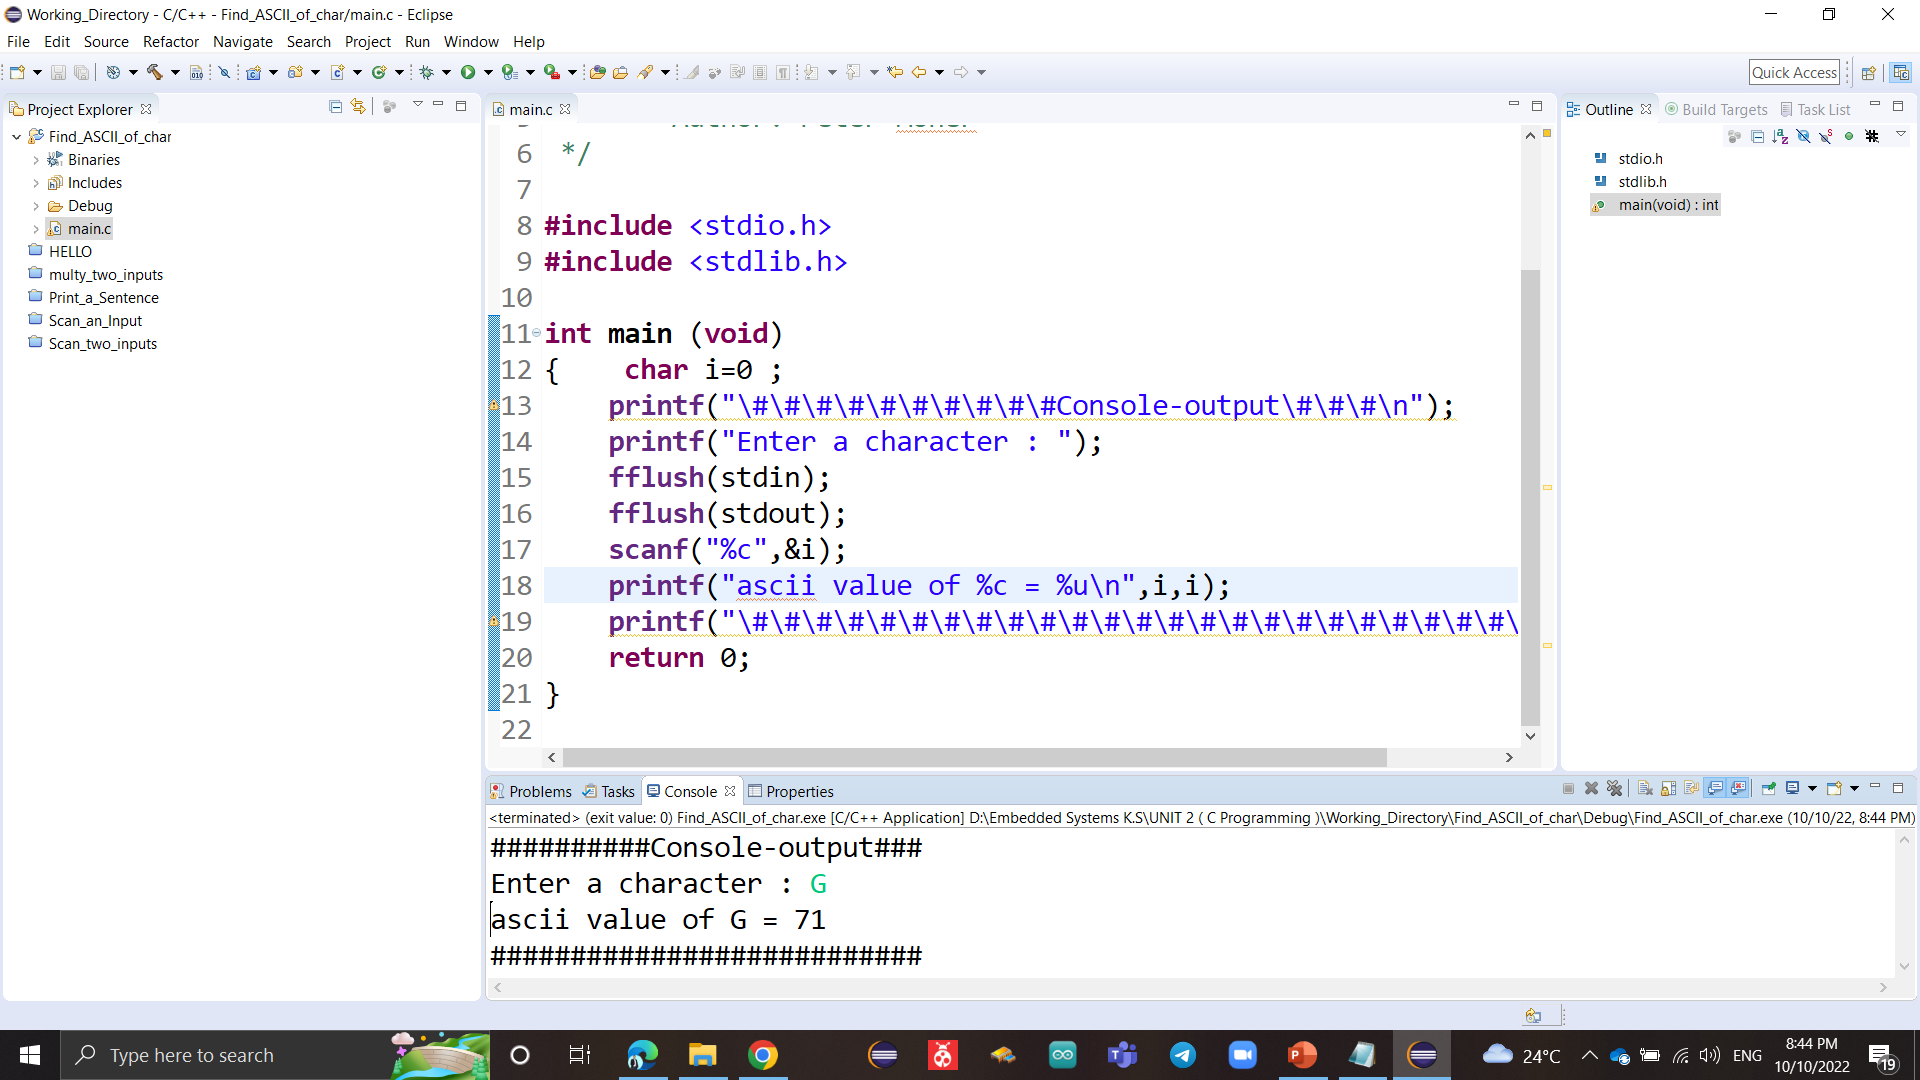 Working_Directory - C/C++ - Find_ASCII_of_char/main.c - Eclipse
File Edit Source Refactor Navigate Search Project Run Window Help
Quick Access
Project Explorer
Find_ASCII_of_char
Binaries
Includes
Debug
main.c
HELLO
multy_two_inputs
Print_a_Sentence
Scan_an_Input
Scan_two_inputs
main.c
6 */
7
8 #include <stdio.h>
9 #include <stdlib.h>
10
11 int main (void)
12 {    char i=0 ;
13 printf("\#\#\#\#\#\#\#\#\#\#Console-output\#\#\#\n");
14 printf("Enter a character : ");
15 fflush(stdin);
16 fflush(stdout);
17 scanf("%c",&i);
18 printf("ascii value of %c = %u\n",i,i);
19 printf("\#\#\#\#\#\#\#\#\#\#\#\#\#\#\#\#\#\#\#\#\#\#\#\#\
20 return 0;
21 }
22
Outline Build Targets Task List
stdio.h
stdlib.h
main(void) : int
Problems Tasks Console Properties
<terminated> (exit value: 0) Find_ASCII_of_char.exe [C/C++ Application] D:\Embedded Systems K.S\UNIT 2 ( C Programming )\Working_Directory\Find_ASCII_of_char\Debug\Find_ASCII_of_char.exe (10/10/22, 8:44 PM)
##########Console-output###
Enter a character : G
ascii value of G = 71
###########################
Type here to search
24°C
ENG
8:44 PM
10/10/2022
19